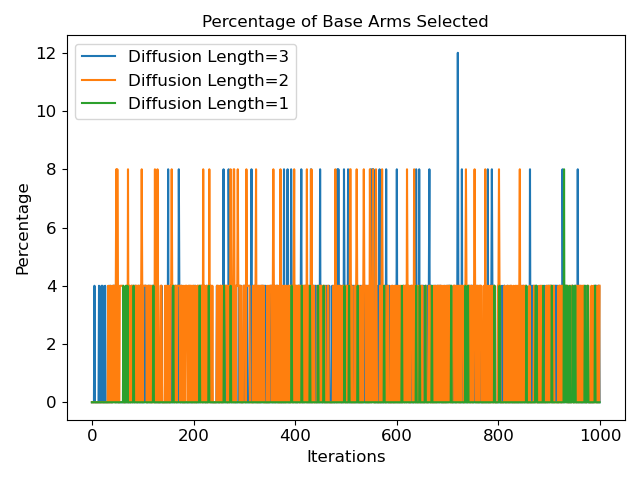 Percentage of Base Arms Selected
Diffusion Length=3
Diffusion Length=2
Diffusion Length=1
12
10
8
6
4
2
0
Percentage
0 200 400 600 800 1000
Iterations